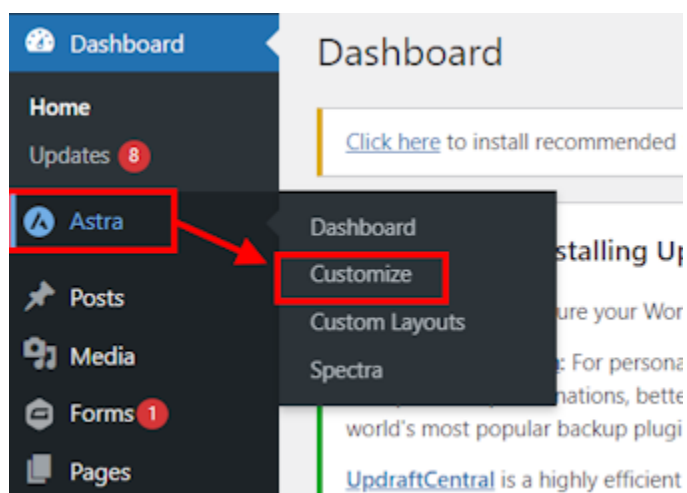 Dashboard
Home
Updates 8
Astra
Posts
Media
Forms 1
Pages
Dashboard
Customize
Custom Layouts
Spectra
Dashboard
Click here to install recommended
stalling Up
ure your Wor
: For persona
nations, bette
world's most popular backup plugi
UpdraftCentral is a highly efficient